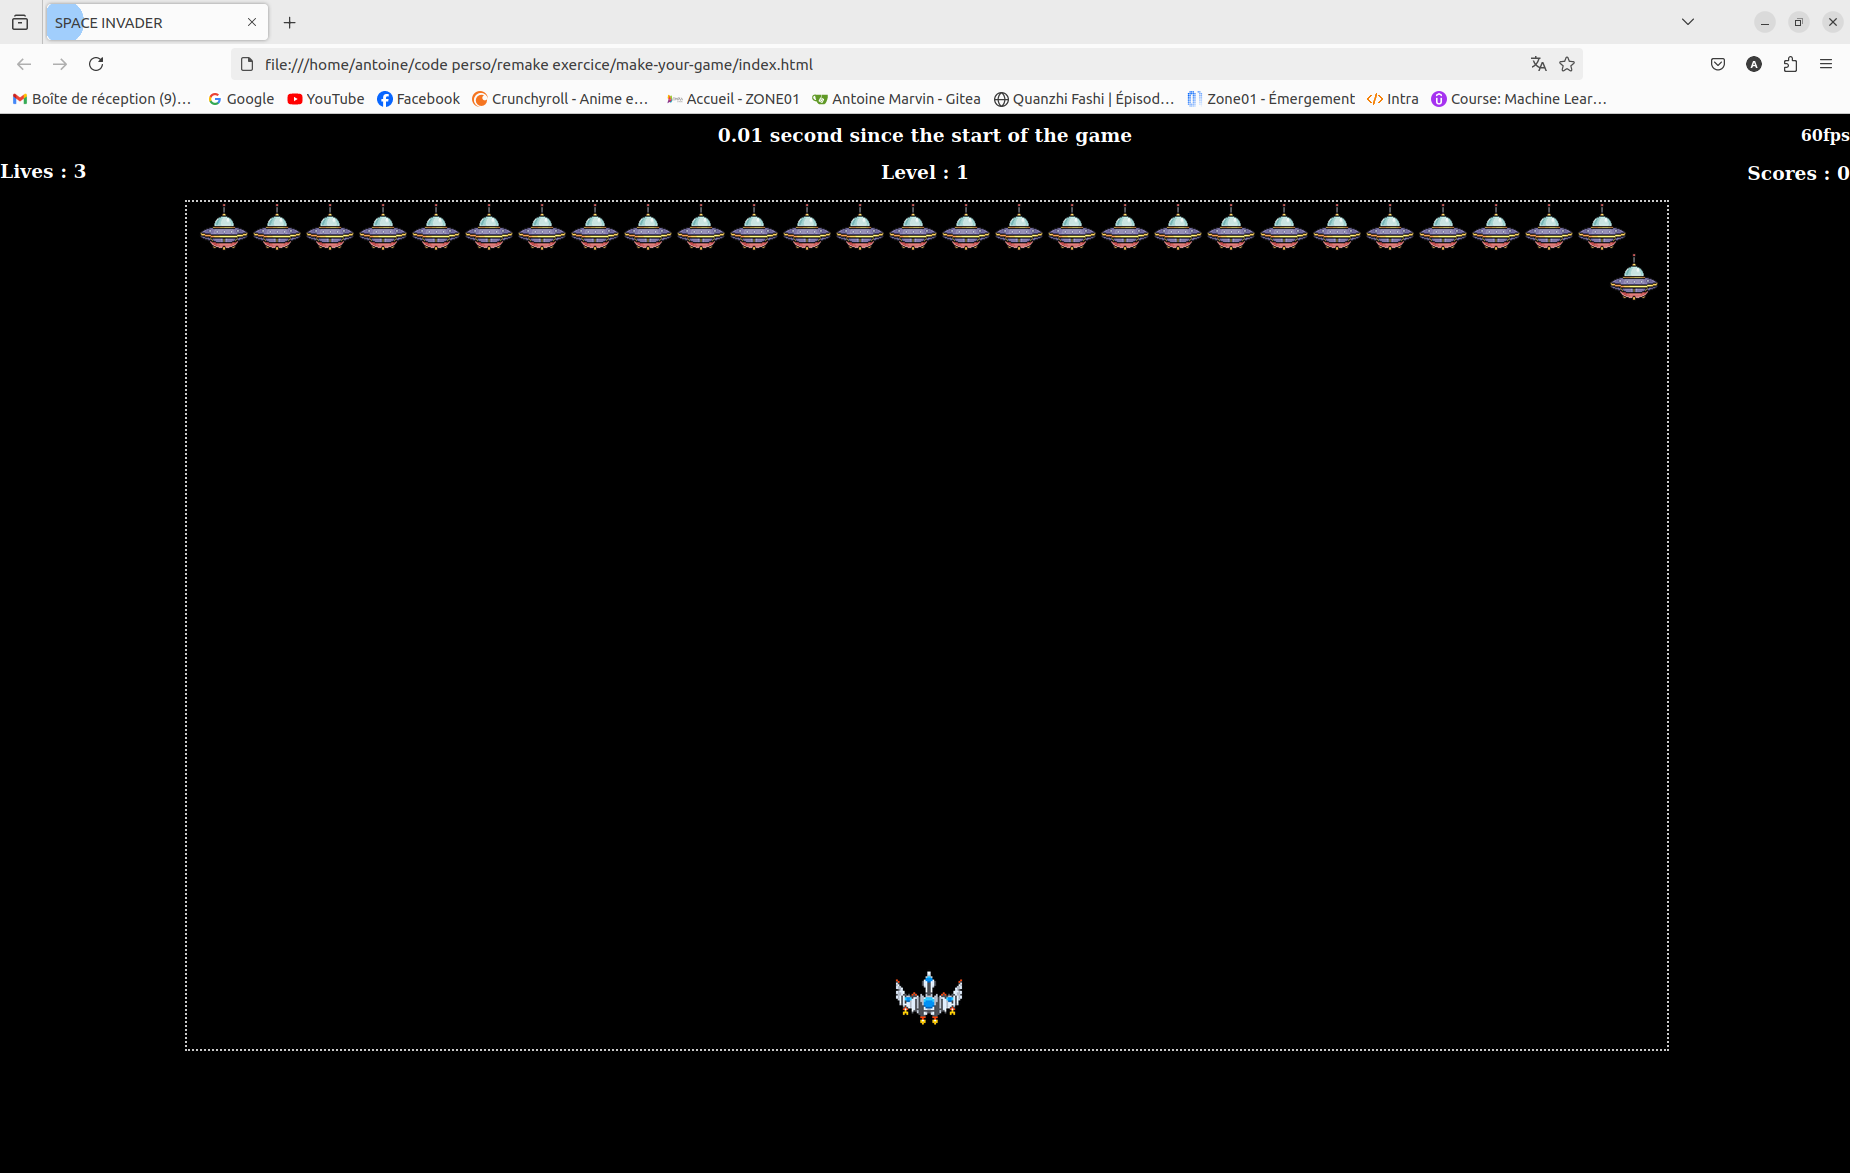 SPACE INVADER
file:///home/antoine/code perso/remake exercice/make-your-game/index.html
A
Boîte de réception (9)… Google YouTube Facebook Crunchyroll - Anime e… Accueil - ZONE01 Antoine Marvin - Gitea Quanzhi Fashi | Épisod… Zone01 - Émergement Intra Course: Machine Lear…
0.01 second since the start of the game
60fps
Lives : 3
Level : 1
Scores : 0